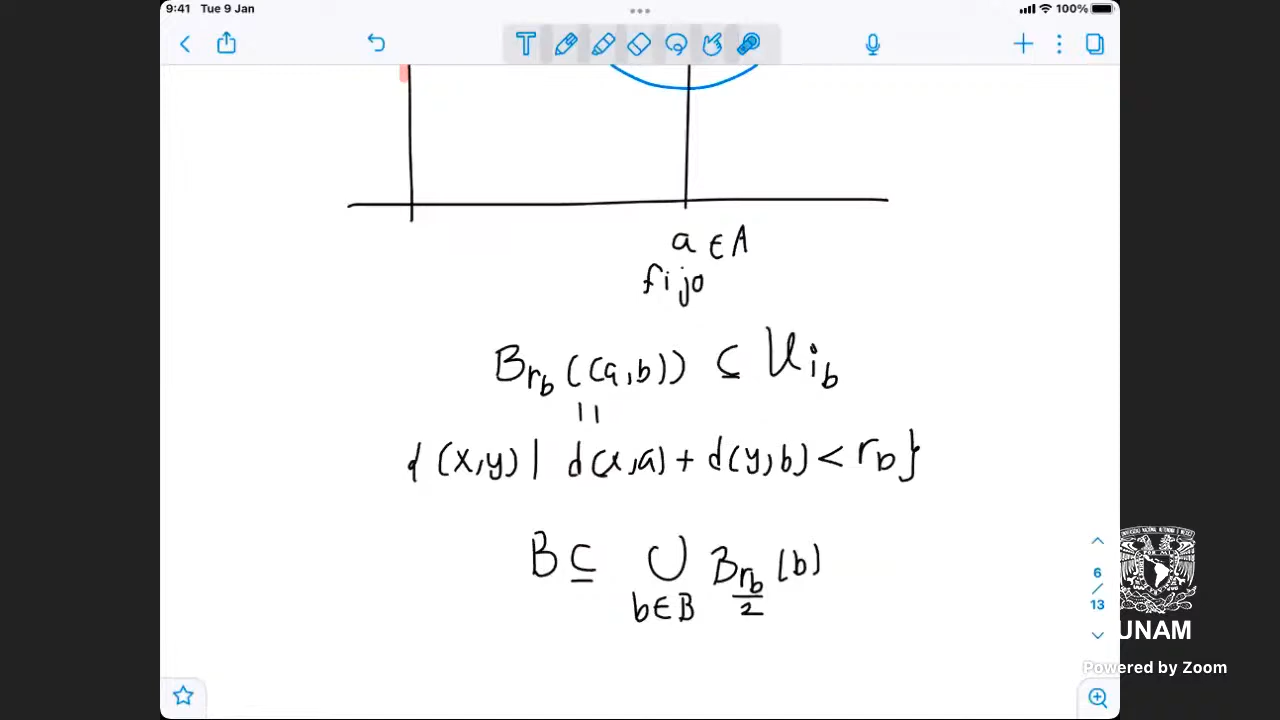 9:41 Tue 9 Jan
100%
T
a ∈ A
fijo
B_{r_b}((a,b)) ⊆ U_{i_b}
=
{(x,y) | d(x,a) + d(y,b) < r_b}
B ⊆ ∪_{b∈B} B_{r_b/2}(b)
6
/
13
UNAM
Powered by Zoom